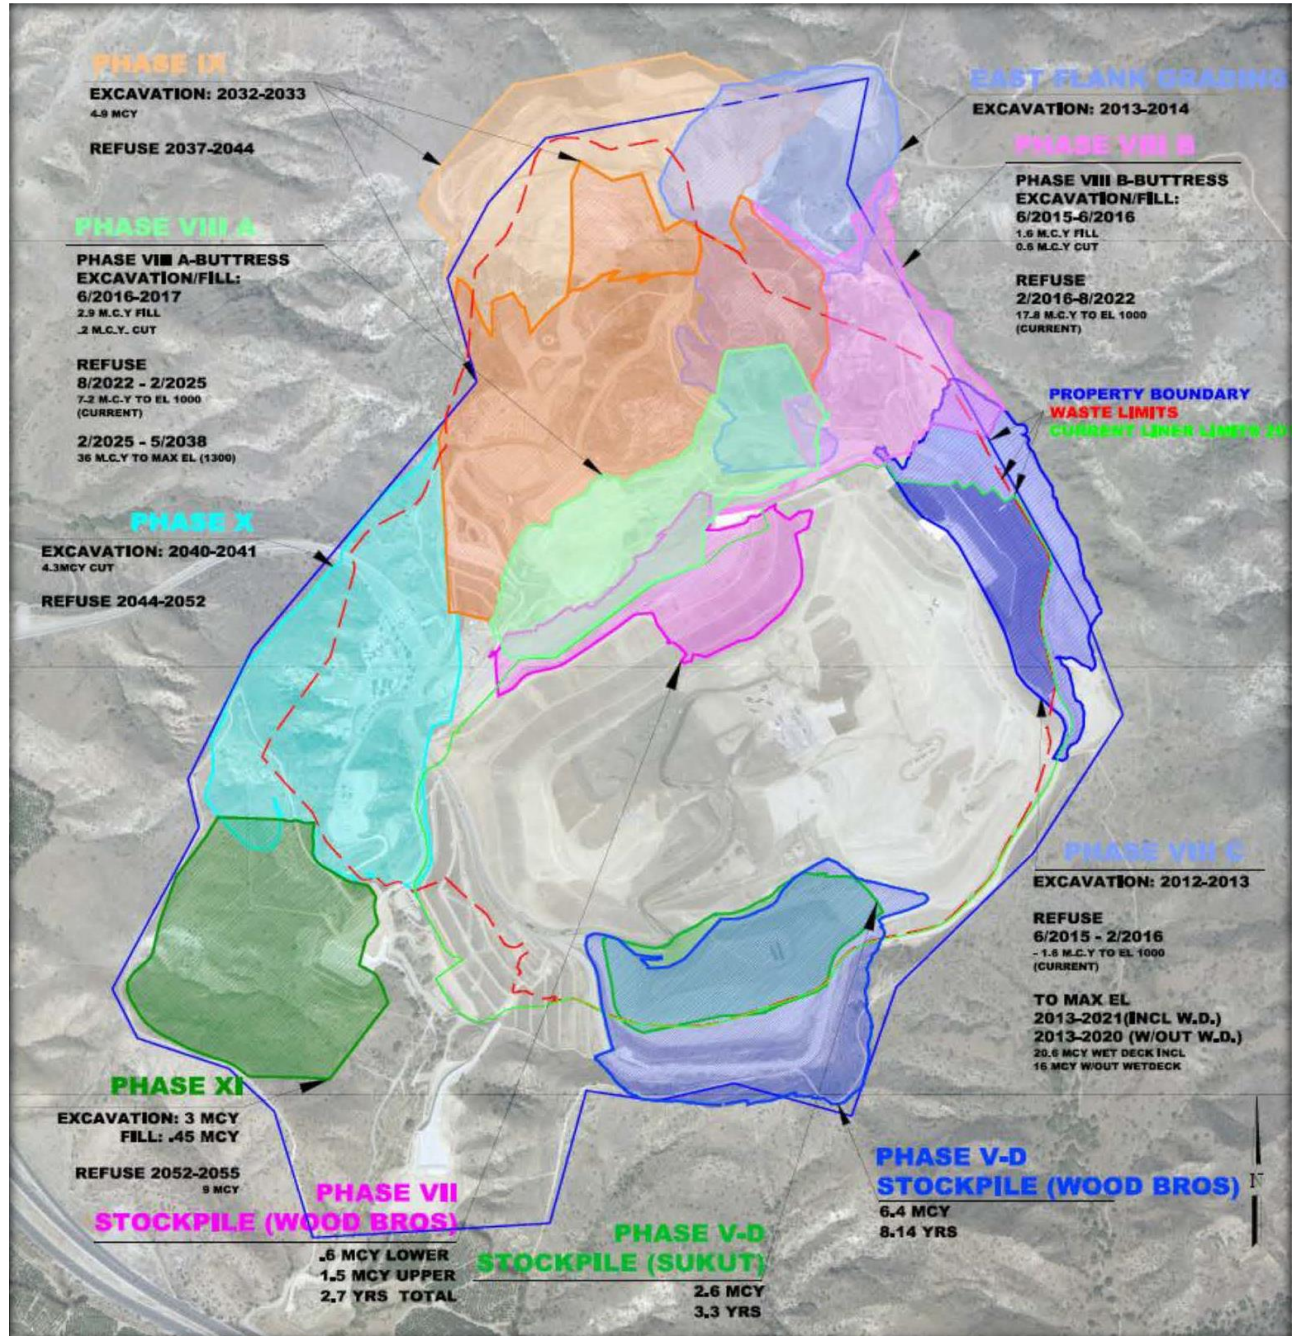 PHASE IX
EXCAVATION: 2032-2033
4.9 MCY
REFUSE 2037-2044
PHASE VIII A
PHASE VIII A-BUTTRESS
EXCAVATION/FILL:
6/2016-2017
2.9 M.C.Y FILL
.2 M.C.Y. CUT
REFUSE
8/2022 - 2/2025
7.2 M.C.Y TO EL 1000
(CURRENT)
2/2025 - 5/2038
36 M.C.Y TO MAX EL (1300)
PHASE X
EXCAVATION: 2040-2041
4.3MCY CUT
REFUSE 2044-2052
EAST FLANK GRADING
EXCAVATION: 2013-2014
PHASE VIII B
PHASE VIII B-BUTTRESS
EXCAVATION/FILL:
6/2015-6/2016
1.6 M.C.Y FILL
0.6 M.C.Y CUT
REFUSE
2/2016-8/2022
17.8 M.C.Y TO EL 1000
(CURRENT)
PROPERTY BOUNDARY
WASTE LIMITS
CURRENT LINER LIMITS
PHASE VIII C
EXCAVATION: 2012-2013
REFUSE
6/2015 - 2/2016
- 1.6 M.C.Y TO EL 1000
(CURRENT)
TO MAX EL
2013-2021(INCL W.D.)
2013-2020 (W/OUT W.D.)
20.6 MCY WET DECK INCL
16 MCY W/OUT WETDECK
PHASE XI
EXCAVATION: 3 MCY
FILL: .45 MCY
REFUSE 2052-2055
9 MCY
PHASE VII
STOCKPILE (WOOD BROS)
.6 MCY LOWER
1.5 MCY UPPER
2.7 YRS TOTAL
PHASE V-D
STOCKPILE (SUKUT)
2.6 MCY
3.3 YRS
PHASE V-D
STOCKPILE (WOOD BROS)
6.4 MCY
8.14 YRS
N